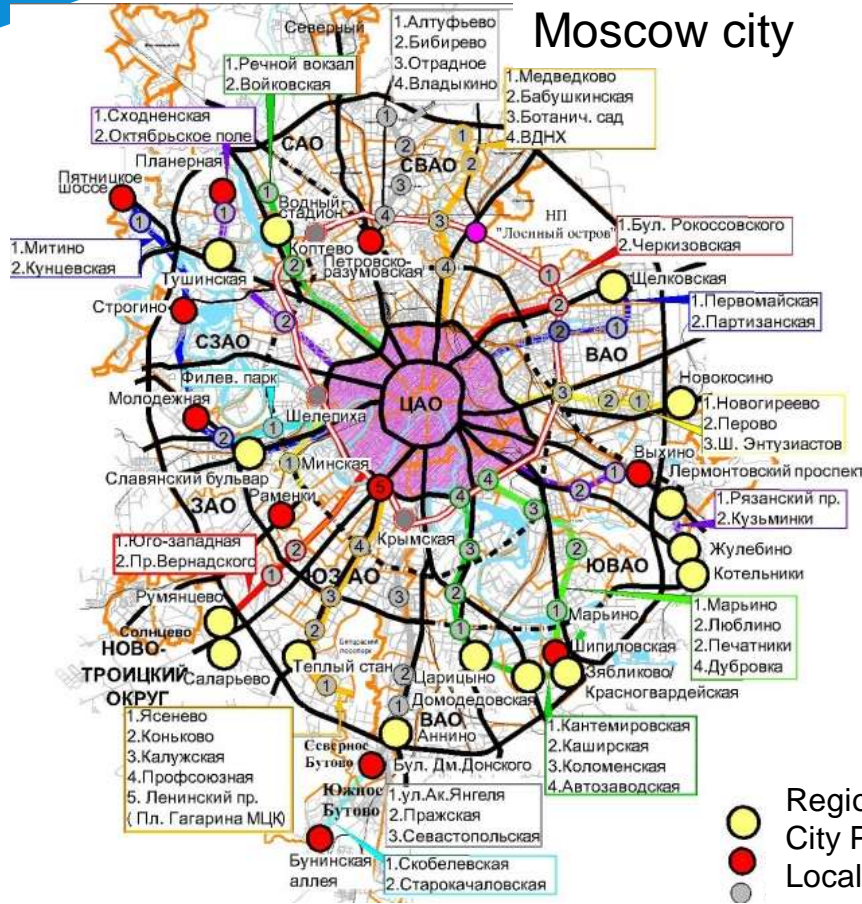 Moscow city
Северный
1.Алтуфьево
2.Бибирево
3.Отрадное
4.Владыкино
1.Речной вокзал
2.Войковская
1.Медведково
2.Бабушкинская
3.Ботанич. сад
4.ВДНХ
1.Сходненская
2.Октябрьское поле
Планерная
САО
СВАО
Пятницкое
шоссе
Водный
стадион
НП
"Лосиный остров"
1.Бул. Рокоссовского
2.Черкизовская
1.Митино
2.Кунцевская
Коптево
Петровско-
разумовская
Тушинская
Щелковская
Строгино
1.Первомайская
2.Партизанская
СЗАО
ВАО
Филев. парк
Новокосино
Молодежная
Шелепиха
ЦАО
1.Новогиреево
2.Перово
3.Ш. Энтузиастов
Минская
Выхино
Лермонтовский проспект
Славянский бульвар
ЗАО
Раменки
1.Рязанский пр.
2.Кузьминки
Крымская
1.Юго-западная
2.Пр.Вернадского
ЮЗАО
ЮВАО
Жулебино
Котельники
Румянцево
Солнцево
НОВО-
ТРОИЦКИЙ
ОКРУГ
Саларьево
Марьино
1.Марьино
2.Люблино
2.Печатники
4.Дубровка
Шипиловская
Теплый стан
Царицыно
Зябликово/
Красногвардейская
Домодедовская
ВАО
Аннино
1.Ясенево
2.Коньково
3.Калужская
4.Профсоюзная
5. Ленинский пр.
( Пл. Гагарина МЦК)
1.Кантемировская
2.Каширская
3.Коломенская
4.Автозаводская
Северное
Бутово
Бул. Дм.Донского
Южное
Бутово
1.ул.Ак.Янгеля
2.Пражская
3.Севастопольская
Бунинская
аллея
1.Скобелевская
2.Старокачаловская
Regio
City P
Local